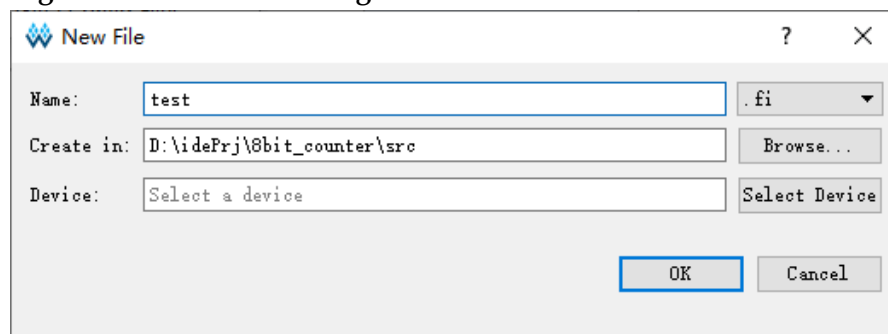 New File ? ×
Name: test .fi
Create in: D:\idePrj\8bit_counter\src Browse...
Device: Select a device Select Device
OK Cancel